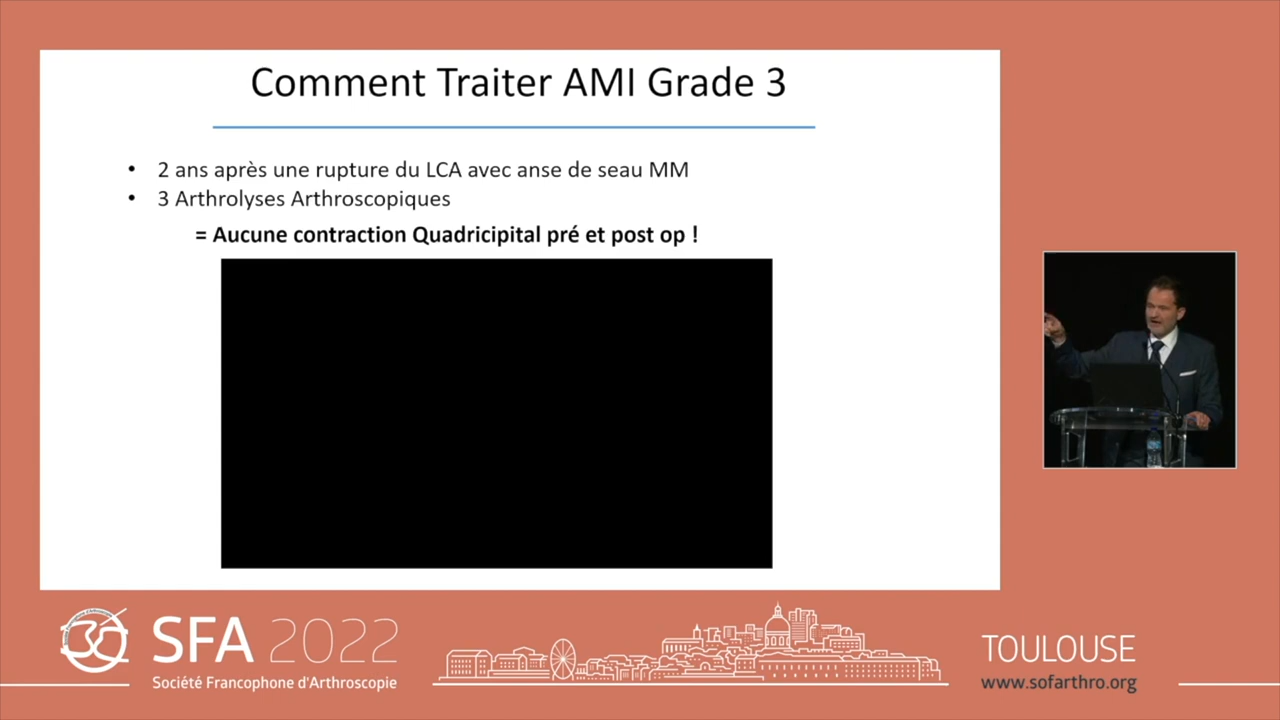 Comment Traiter AMI Grade 3
• 2 ans après une rupture du LCA avec anse de seau MM
• 3 Arthrolyses Arthroscopiques
= Aucune contraction Quadricipital pré et post op !
30
SFA 2022
Société Francophone d'Arthroscopie
TOULOUSE
www.sofarthro.org